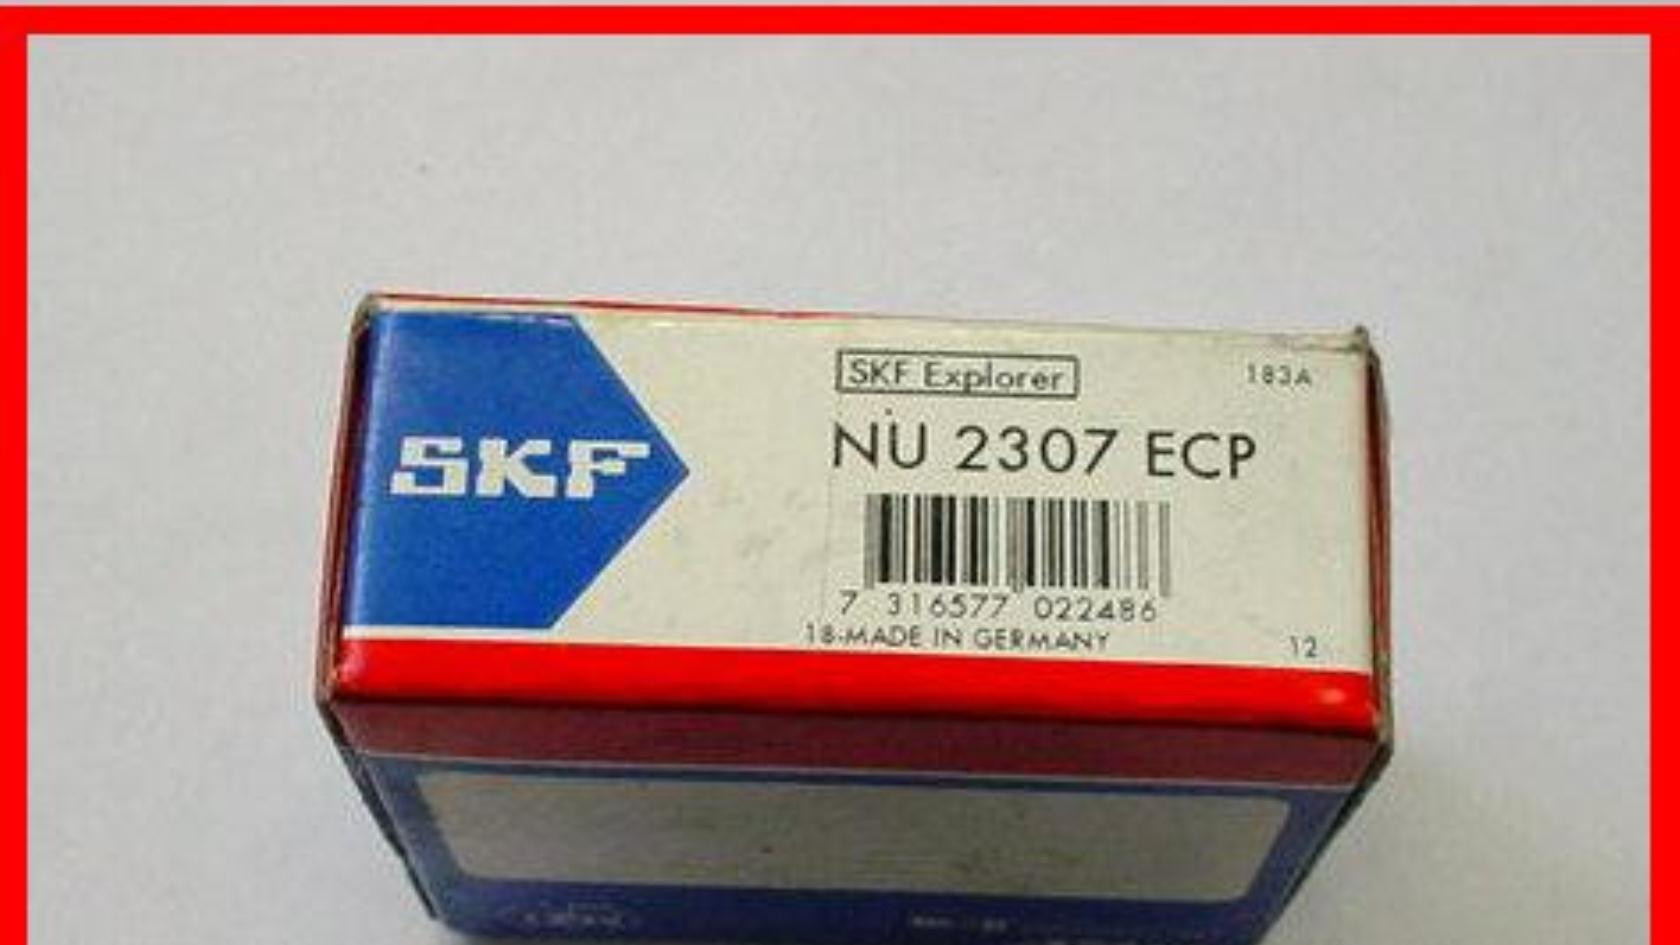 SKF
SKF Explorer
183A
NU 2307 ECP
7 316577 022486
18-MADE IN GERMANY
12